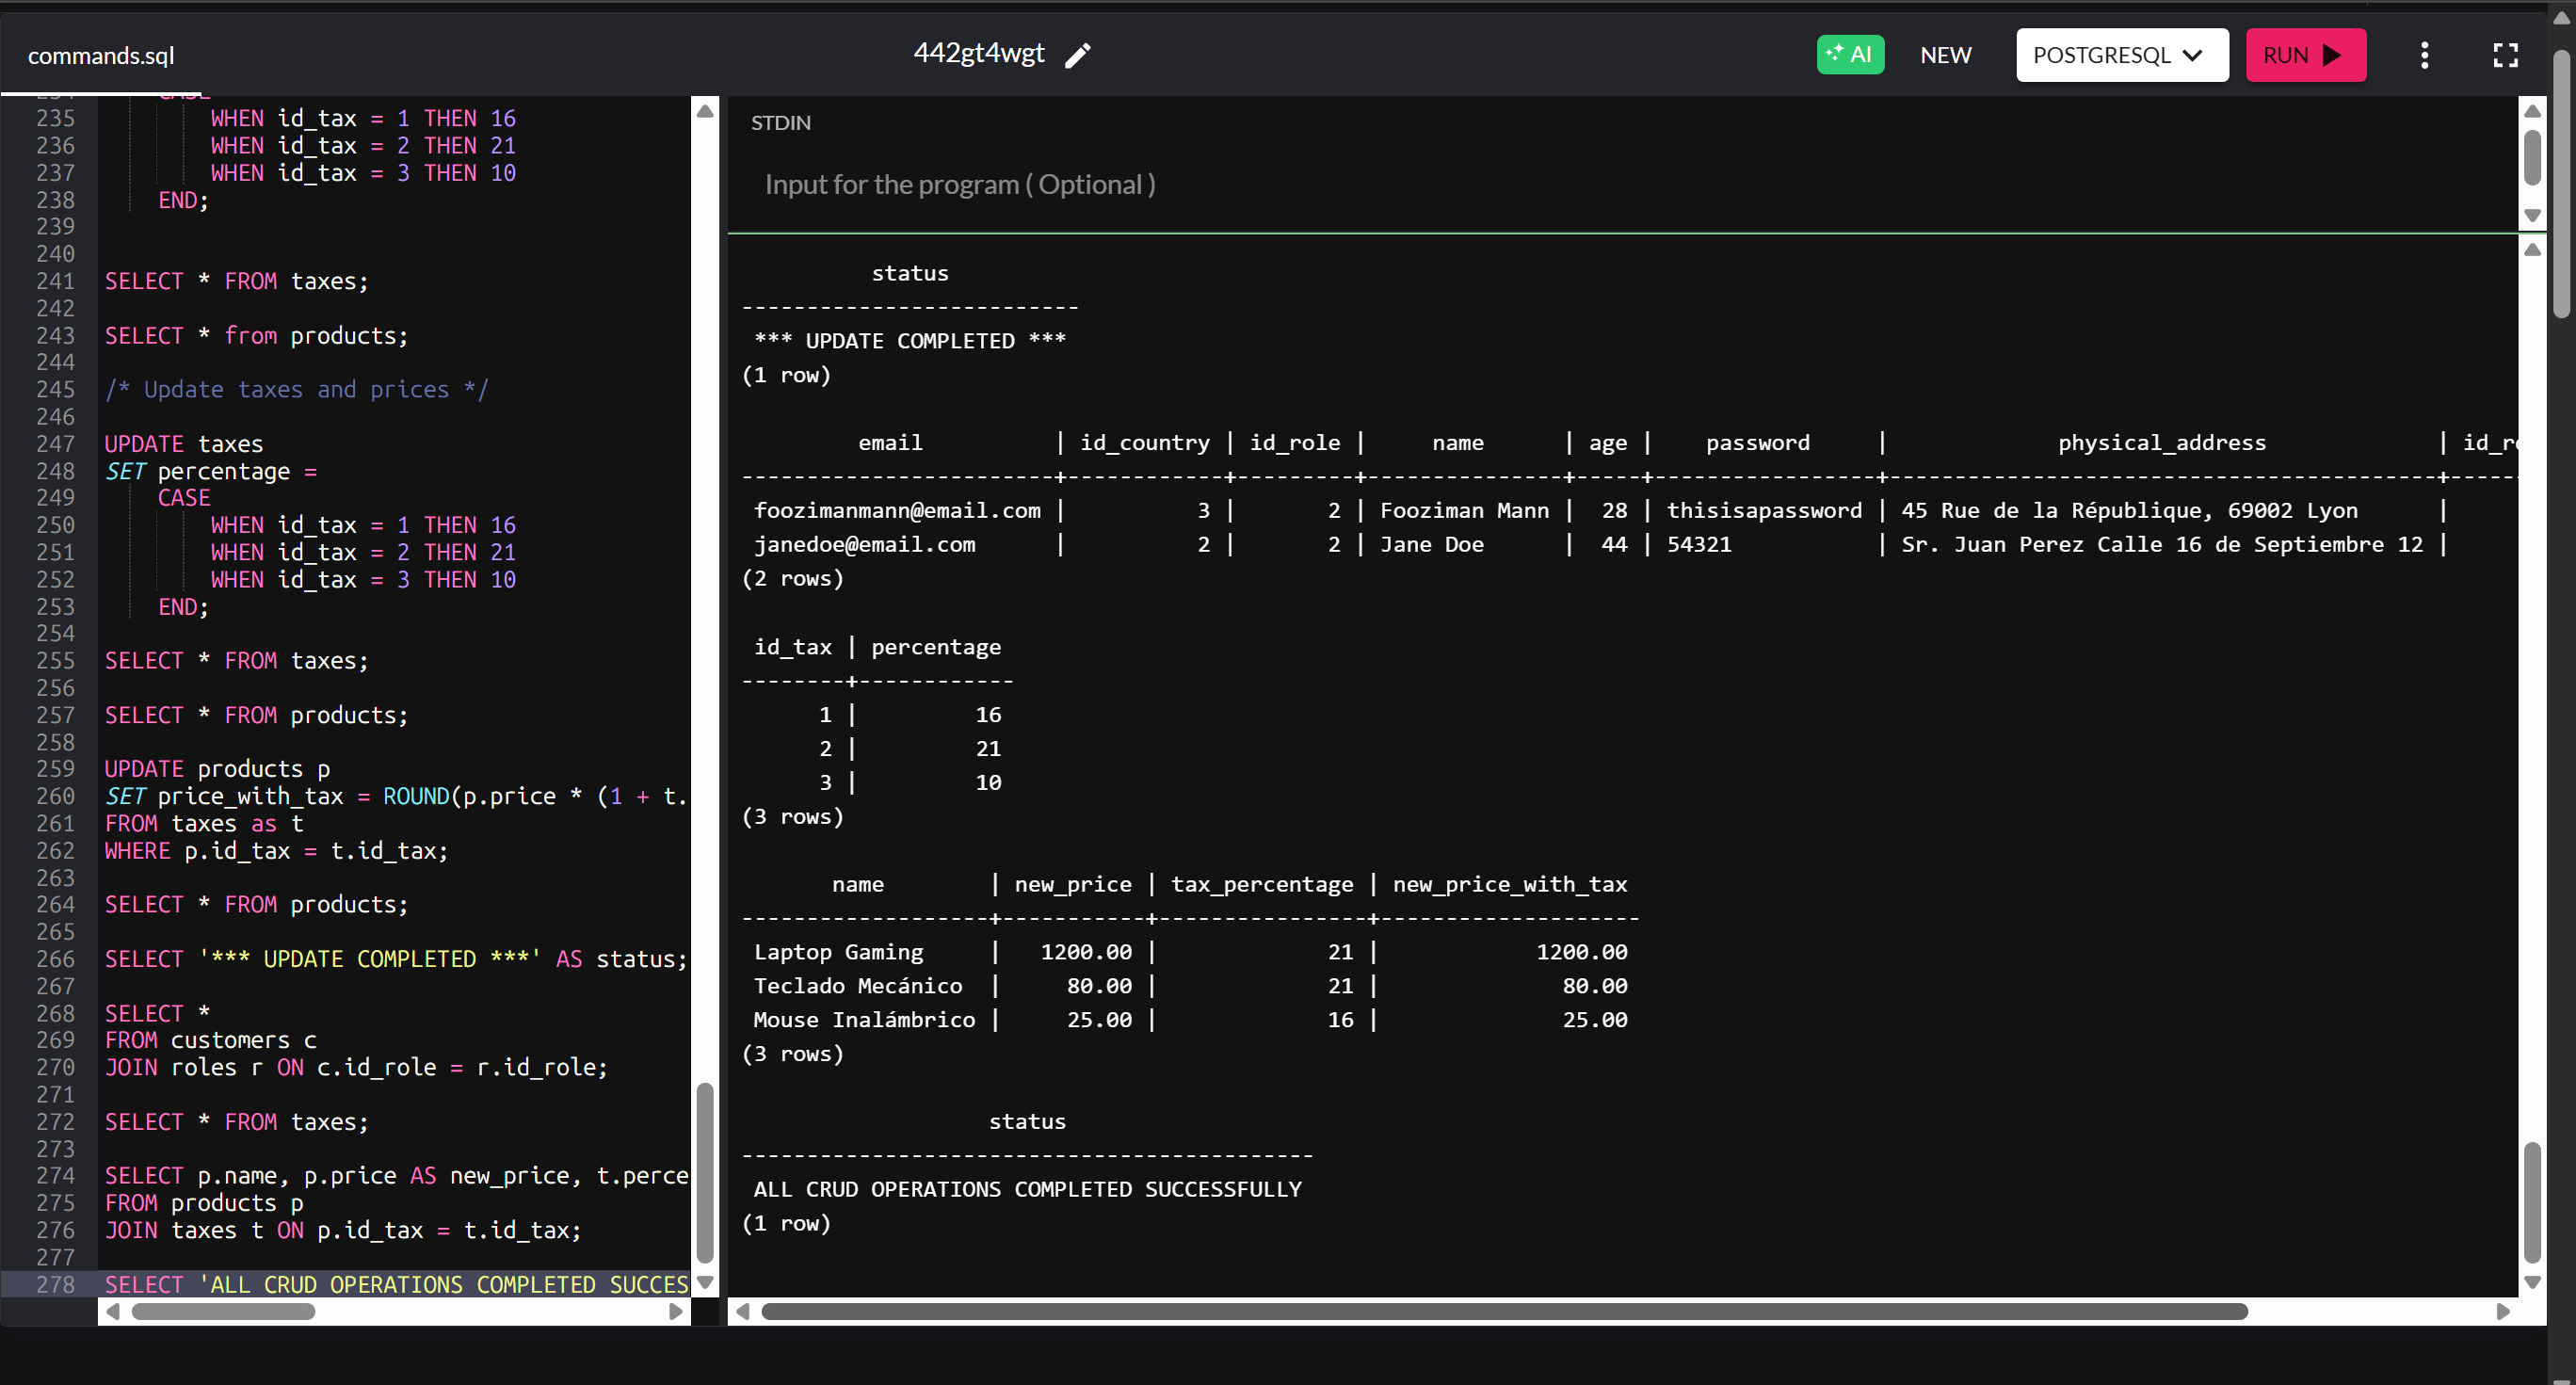 commands.sql
442gt4wgt
AI
NEW
POSTGRESQL
RUN
235 WHEN id_tax = 1 THEN 16
236 WHEN id_tax = 2 THEN 21
237 WHEN id_tax = 3 THEN 10
238 END;
239
240
241 SELECT * FROM taxes;
242
243 SELECT * from products;
244
245 /* Update taxes and prices */
246
247 UPDATE taxes
248 SET percentage =
249 CASE
250 WHEN id_tax = 1 THEN 16
251 WHEN id_tax = 2 THEN 21
252 WHEN id_tax = 3 THEN 10
253 END;
254
255 SELECT * FROM taxes;
256
257 SELECT * FROM products;
258
259 UPDATE products p
260 SET price_with_tax = ROUND(p.price * (1 + t.
261 FROM taxes as t
262 WHERE p.id_tax = t.id_tax;
263
264 SELECT * FROM products;
265
266 SELECT '*** UPDATE COMPLETED ***' AS status;
267
268 SELECT *
269 FROM customers c
270 JOIN roles r ON c.id_role = r.id_role;
271
272 SELECT * FROM taxes;
273
274 SELECT p.name, p.price AS new_price, t.perce
275 FROM products p
276 JOIN taxes t ON p.id_tax = t.id_tax;
277
278 SELECT 'ALL CRUD OPERATIONS COMPLETED SUCCES
STDIN
Input for the program ( Optional )
status
--------------------------
*** UPDATE COMPLETED ***
(1 row)
email | id_country | id_role | name | age | password | physical_address |
------------------------+------------+---------+--------------+-----+----------------+------------------------------------------+------
foozimanmann@email.com | 3 | 2 | Fooziman Mann | 28 | thisisapassword | 45 Rue de la République, 69002 Lyon |
janedoe@email.com | 2 | 2 | Jane Doe | 44 | 54321 | Sr. Juan Perez Calle 16 de Septiembre 12 |
(2 rows)
id_tax | percentage
--------+------------
1 | 16
2 | 21
3 | 10
(3 rows)
name | new_price | tax_percentage | new_price_with_tax
-------------------+-----------+----------------+--------------------
Laptop Gaming | 1200.00 | 21 | 1200.00
Teclado Mecánico | 80.00 | 21 | 80.00
Mouse Inalámbrico | 25.00 | 16 | 25.00
(3 rows)
status
--------------------------------------------
ALL CRUD OPERATIONS COMPLETED SUCCESSFULLY
(1 row)